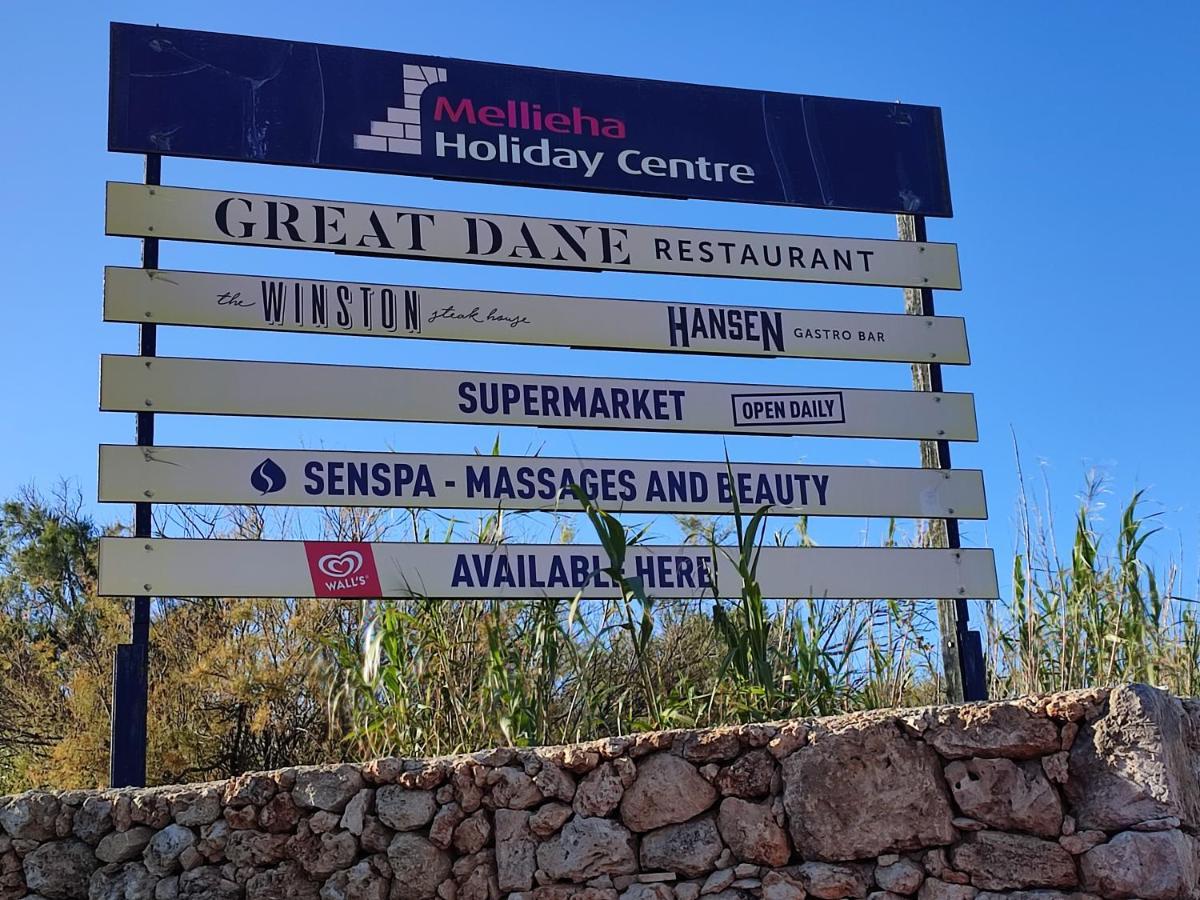 Mellieha
Holiday Centre
GREAT DANE RESTAURANT
the WINSTON steak house HANSEN GASTRO BAR
SUPERMARKET OPEN DAILY
SENSPA - MASSAGES AND BEAUTY
WALL'S AVAILABLE HERE